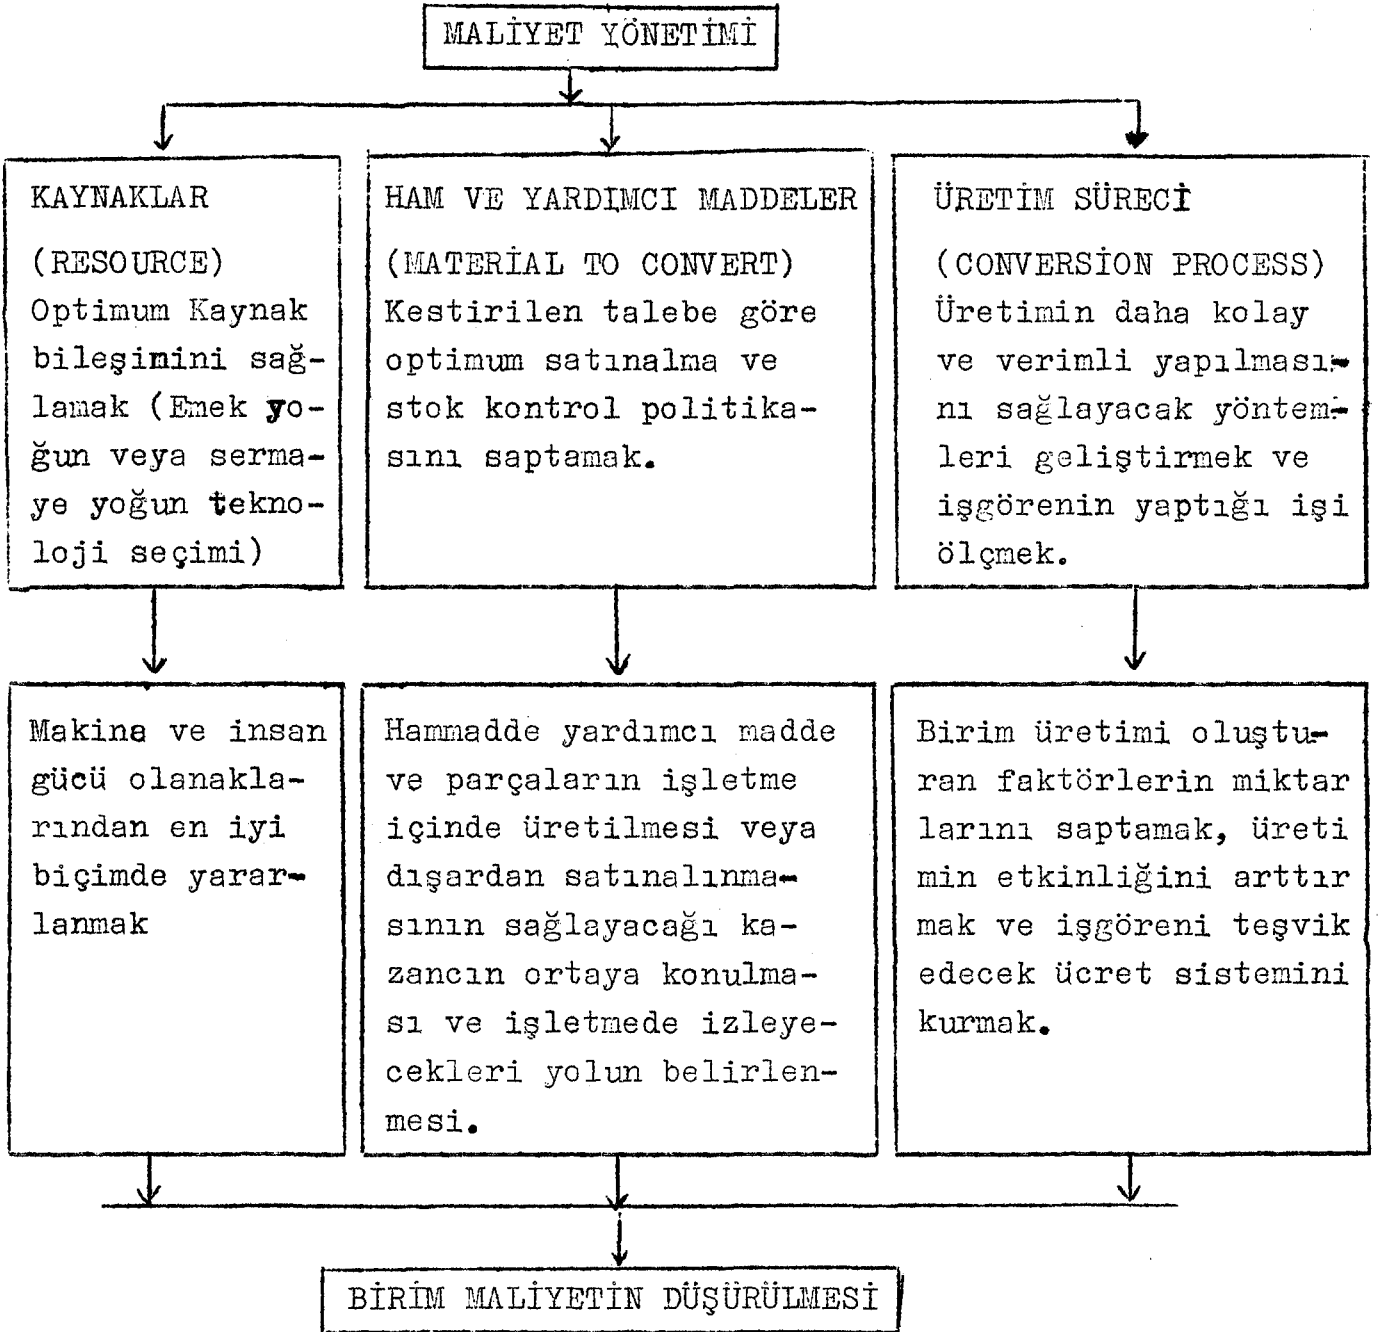 MALİYET YÖNETİMİ
KAYNAKLAR
(RESOURCE)
Optimum Kaynak
bileşimini sağ-
lamak (Emek yo-
ğun veya serma-
ye yoğun tekno-
loji seçimi)
HAM VE YARDIMCI MADDELER
(MATERİAL TO CONVERT)
Kestirilen talebe göre
optimum satınalma ve
stok kontrol politika-
sını saptamak.
ÜRETİM SÜRECİ
(CONVERSİON PROCESS)
Üretimin daha kolay
ve verimli yapılması-
nı sağlayacak yöntem-
leri geliştirmek ve
işgörenin yaptığı işi
ölçmek.
Makina ve insan
gücü olanakla-
rından en iyi
biçimde yarar-
lanmak
Hammadde yardımcı madde
ve parçaların işletme
içinde üretilmesi veya
dışardan satınalınma-
sının sağlayacağı ka-
zancın ortaya konulma-
sı ve işletmede izleye-
cekleri yolun belirlen-
mesi.
Birim üretimi oluştu-
ran faktörlerin miktar
larını saptamak, üreti
min etkinliğini arttır
mak ve işgöreni teşvik
edecek ücret sistemini
kurmak.
BİRİM MALİYETİN DÜŞÜRÜLMESİ